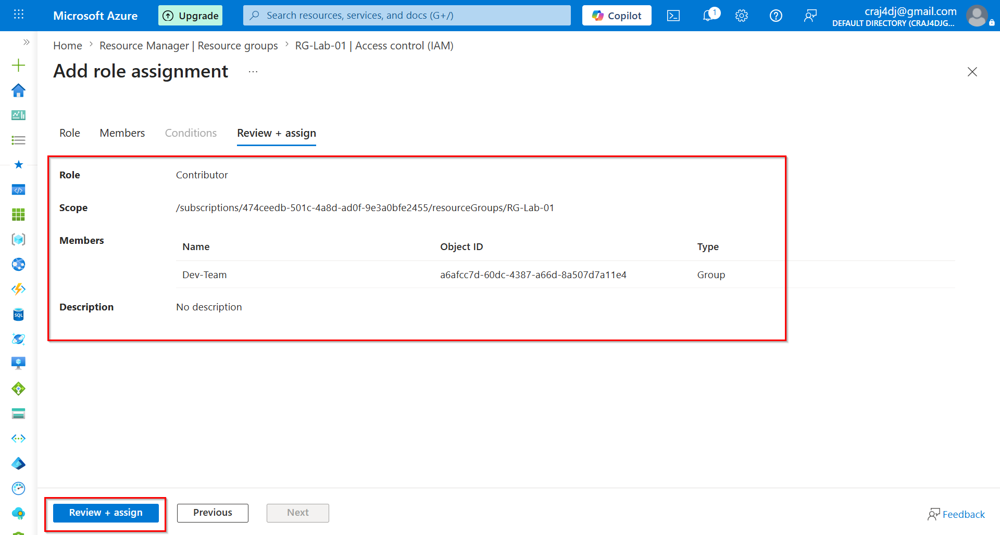 Microsoft Azure
Upgrade
Search resources, services, and docs (G+/)
Copilot
1
craj4dj@gmail.com
DEFAULT DIRECTORY (CRAJ4DJG...
Home > Resource Manager | Resource groups > RG-Lab-01 | Access control (IAM)
Add role assignment ...
Role Members Conditions Review + assign
Role Contributor
Scope /subscriptions/474ceedb-501c-4a8d-ad0f-9e3a0bfe2455/resourceGroups/RG-Lab-01
Members
Name Object ID Type
Dev-Team a6afcc7d-60dc-4387-a66d-8a507d7a11e4 Group
Description No description
SQL
Review + assign Previous Next
Feedback